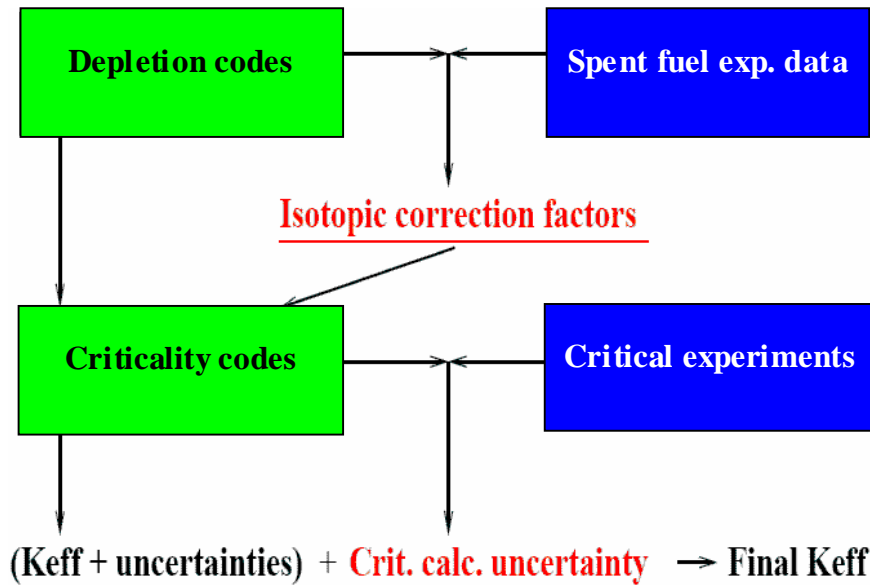 Depletion codes
Spent fuel exp. data
Isotopic correction factors
Criticality codes
Critical experiments
(Keff + uncertainties) + Crit. calc. uncertainty → Final Keff